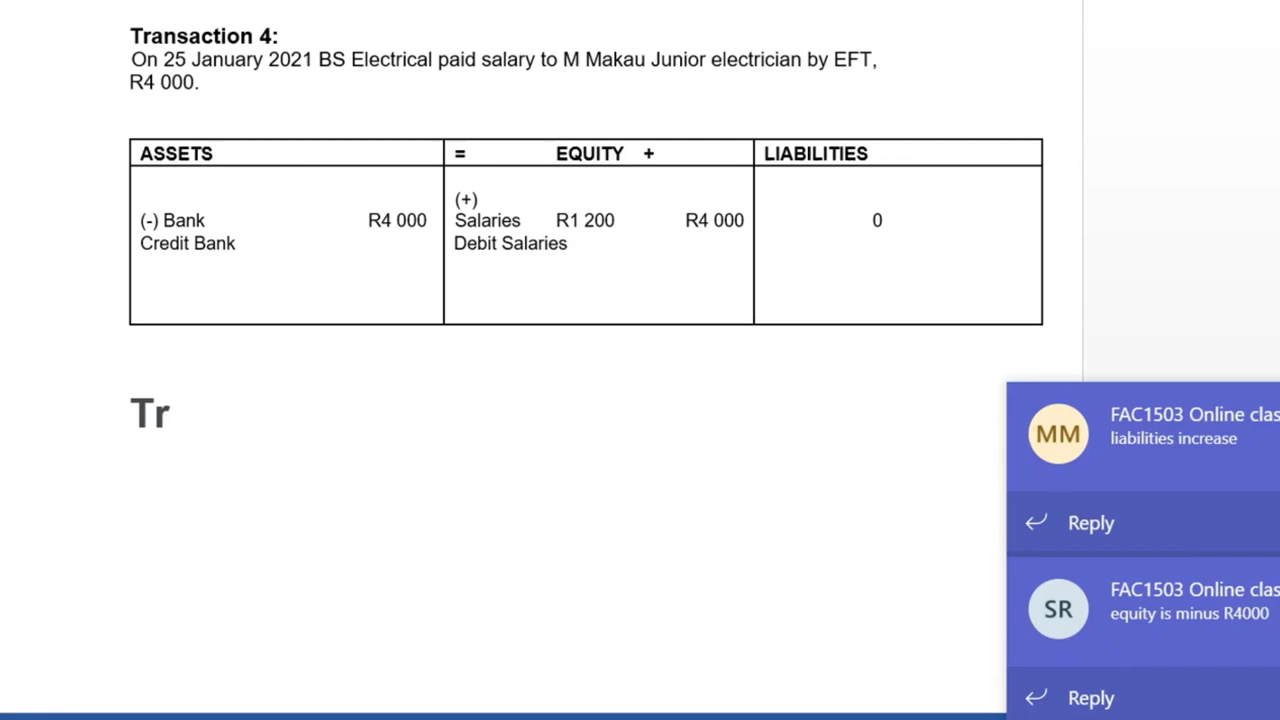 Transaction 4:
On 25 January 2021 BS Electrical paid salary to M Makau Junior electrician by EFT,
R4 000.
ASSETS = EQUITY + LIABILITIES
(+)
(-) Bank R4 000 Salaries R1 200 R4 000 0
Credit Bank Debit Salaries
Tr
MM FAC1503 Online clas
liabilities increase
Reply
SR FAC1503 Online clas
equity is minus R4000
Reply